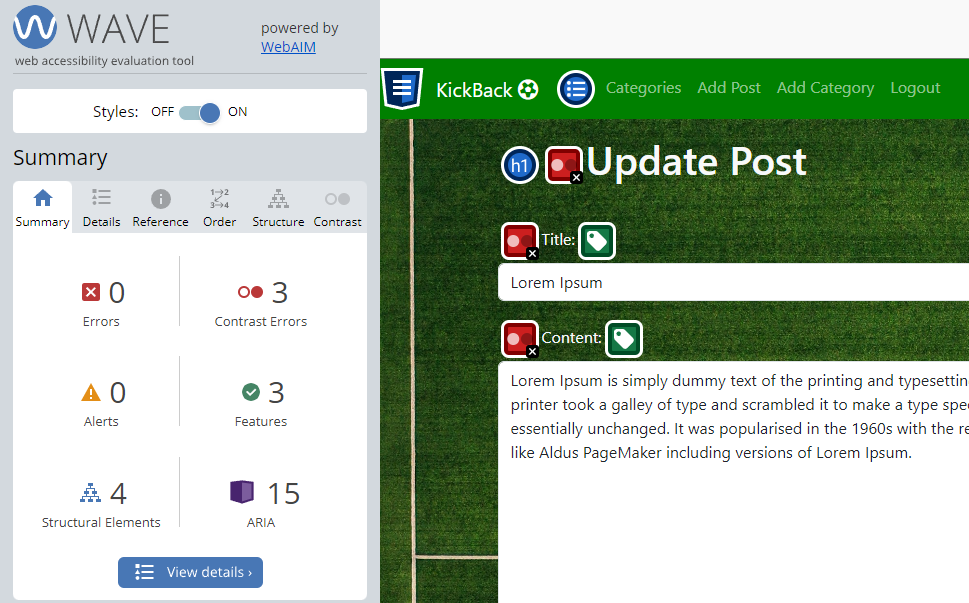 WAVE
web accessibility evaluation tool
powered by
WebAIM
Styles: OFF ON
Summary
Summary Details Reference Order Structure Contrast
0
Errors
3
Contrast Errors
0
Alerts
3
Features
4
Structural Elements
15
ARIA
View details ›
KickBack Categories Add Post Add Category Logout
h1 Update Post
Title:
Lorem Ipsum
Content:
Lorem Ipsum is simply dummy text of the printing and typesettin
printer took a galley of type and scrambled it to make a type spe
essentially unchanged. It was popularised in the 1960s with the re
like Aldus PageMaker including versions of Lorem Ipsum.